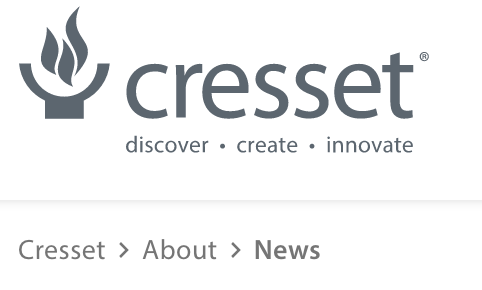 cresset®
discover • create • innovate
Cresset > About > News